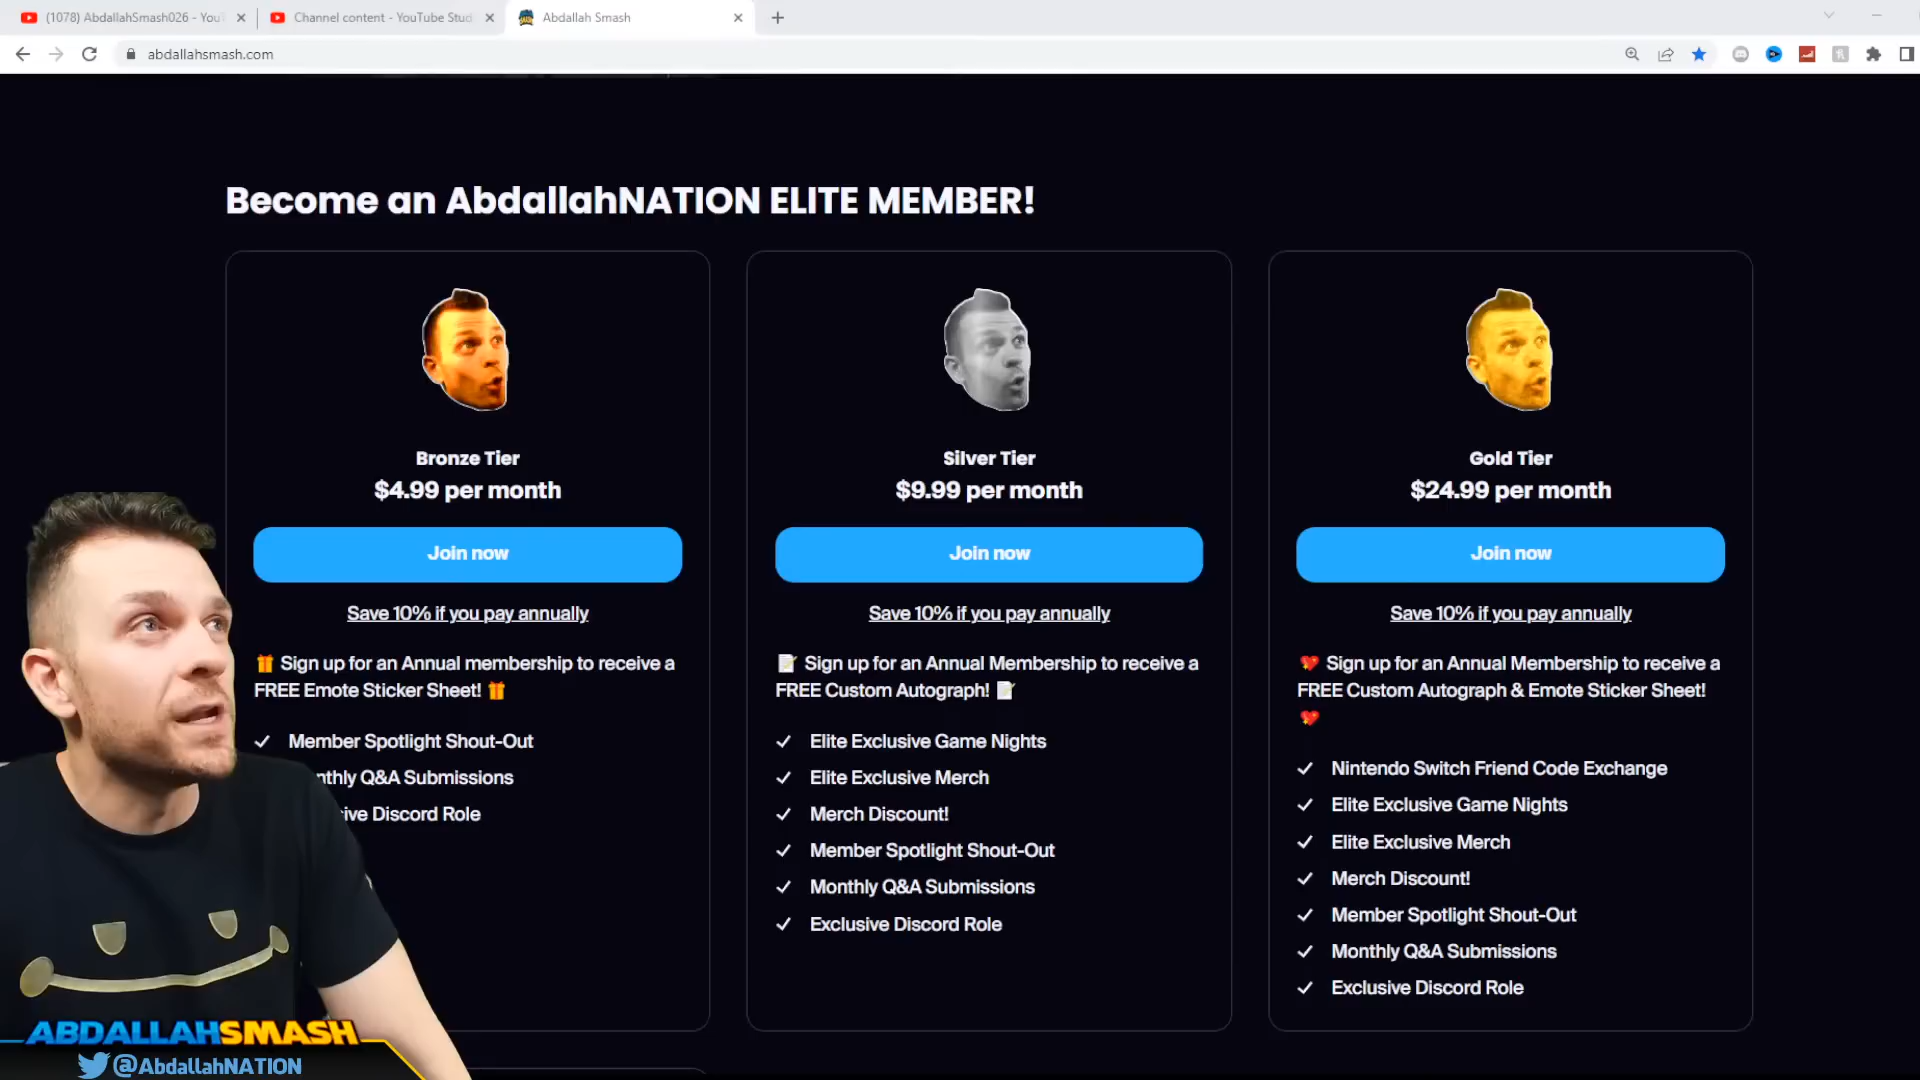 (1078) AbdallahSmash026 - You
Channel content - YouTube Stud
Abdallah Smash
abdallahsmash.com
Become an AbdallahNATION ELITE MEMBER!
Bronze Tier
$4.99 per month
Join now
Save 10% if you pay annually
🎁 Sign up for an Annual membership to receive a
FREE Emote Sticker Sheet! 🎁
Member Spotlight Shout-Out
nthly Q&A Submissions
ive Discord Role
Silver Tier
$9.99 per month
Join now
Save 10% if you pay annually
📝 Sign up for an Annual Membership to receive a
FREE Custom Autograph! 📝
Elite Exclusive Game Nights
Elite Exclusive Merch
Merch Discount!
Member Spotlight Shout-Out
Monthly Q&A Submissions
Exclusive Discord Role
Gold Tier
$24.99 per month
Join now
Save 10% if you pay annually
💖 Sign up for an Annual Membership to receive a
FREE Custom Autograph & Emote Sticker Sheet!
💖
Nintendo Switch Friend Code Exchange
Elite Exclusive Game Nights
Elite Exclusive Merch
Merch Discount!
Member Spotlight Shout-Out
Monthly Q&A Submissions
Exclusive Discord Role
ABDALLAHSMASH
@AbdallahNATION